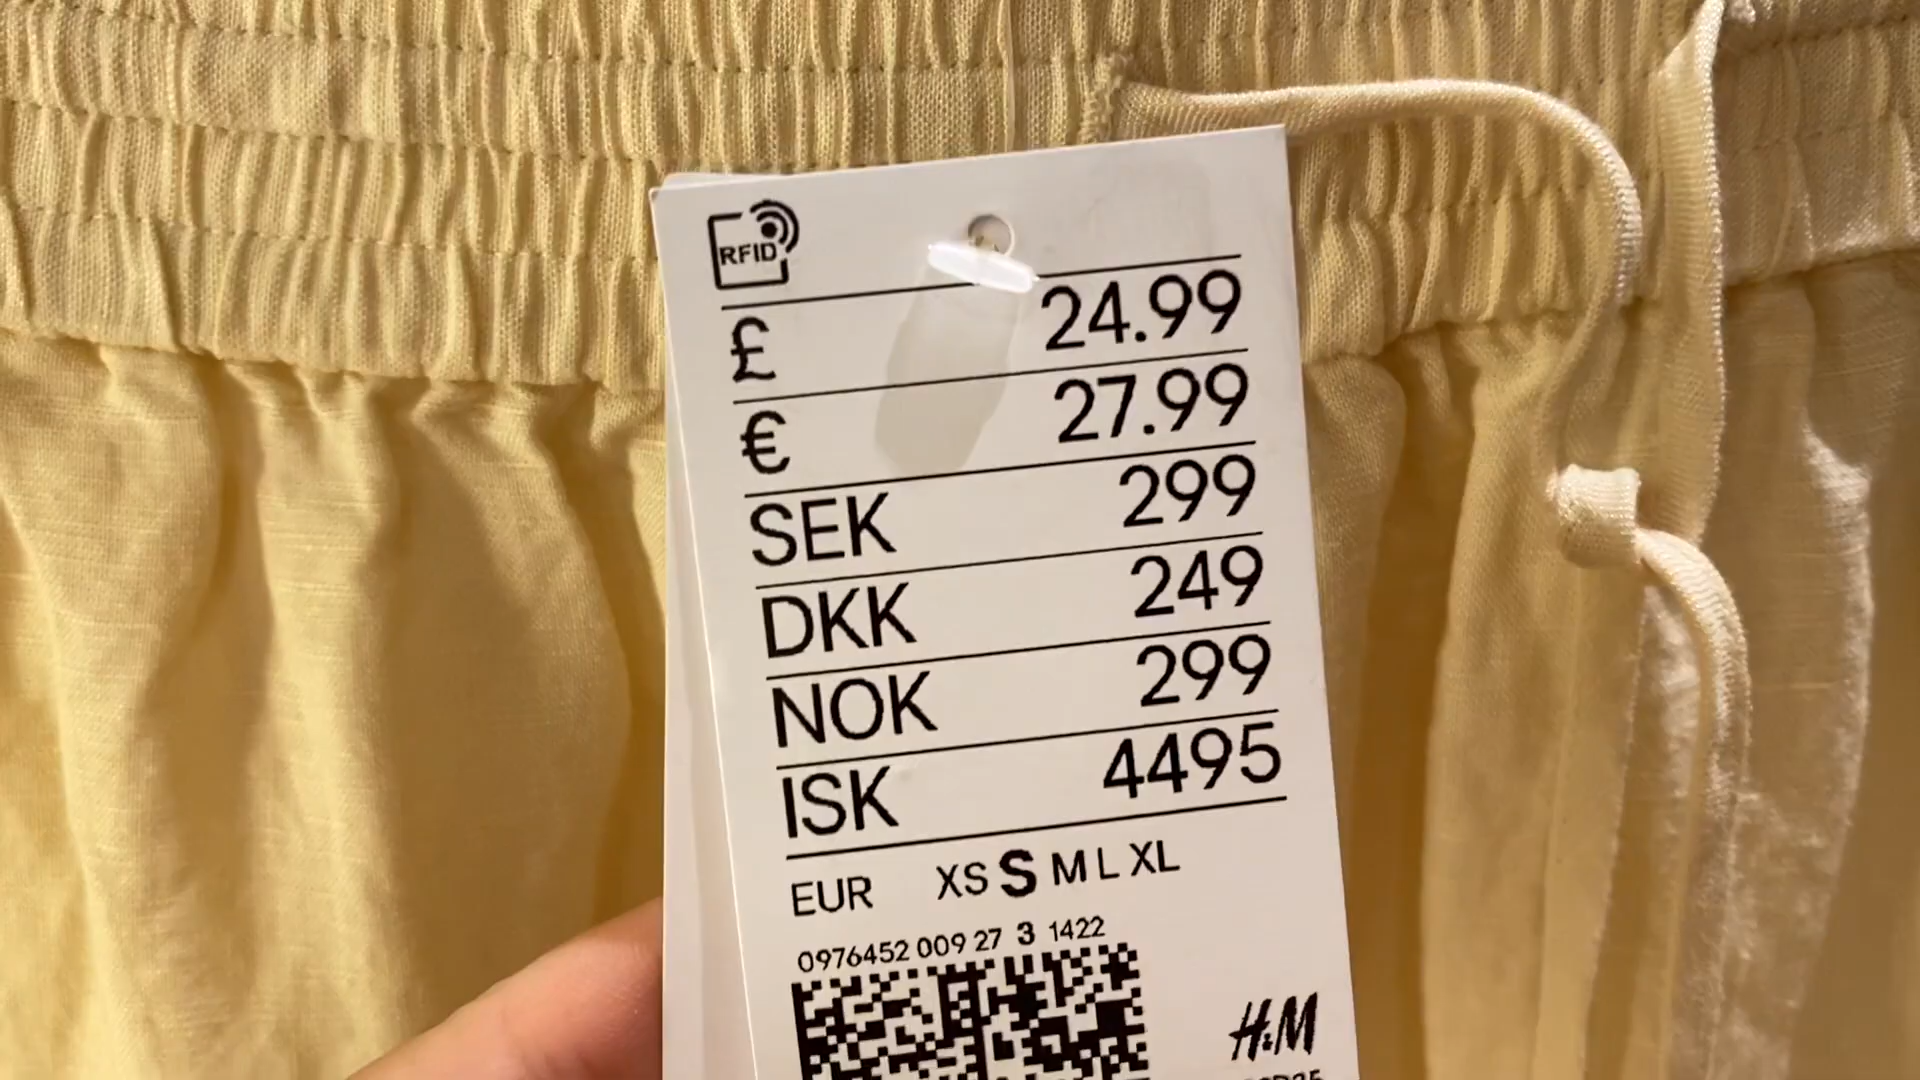 RFID
£ 24.99
€ 27.99
SEK 299
DKK 249
NOK 299
ISK 4495
EUR XS S M L XL
0976452 009 27 3 1422
H&M